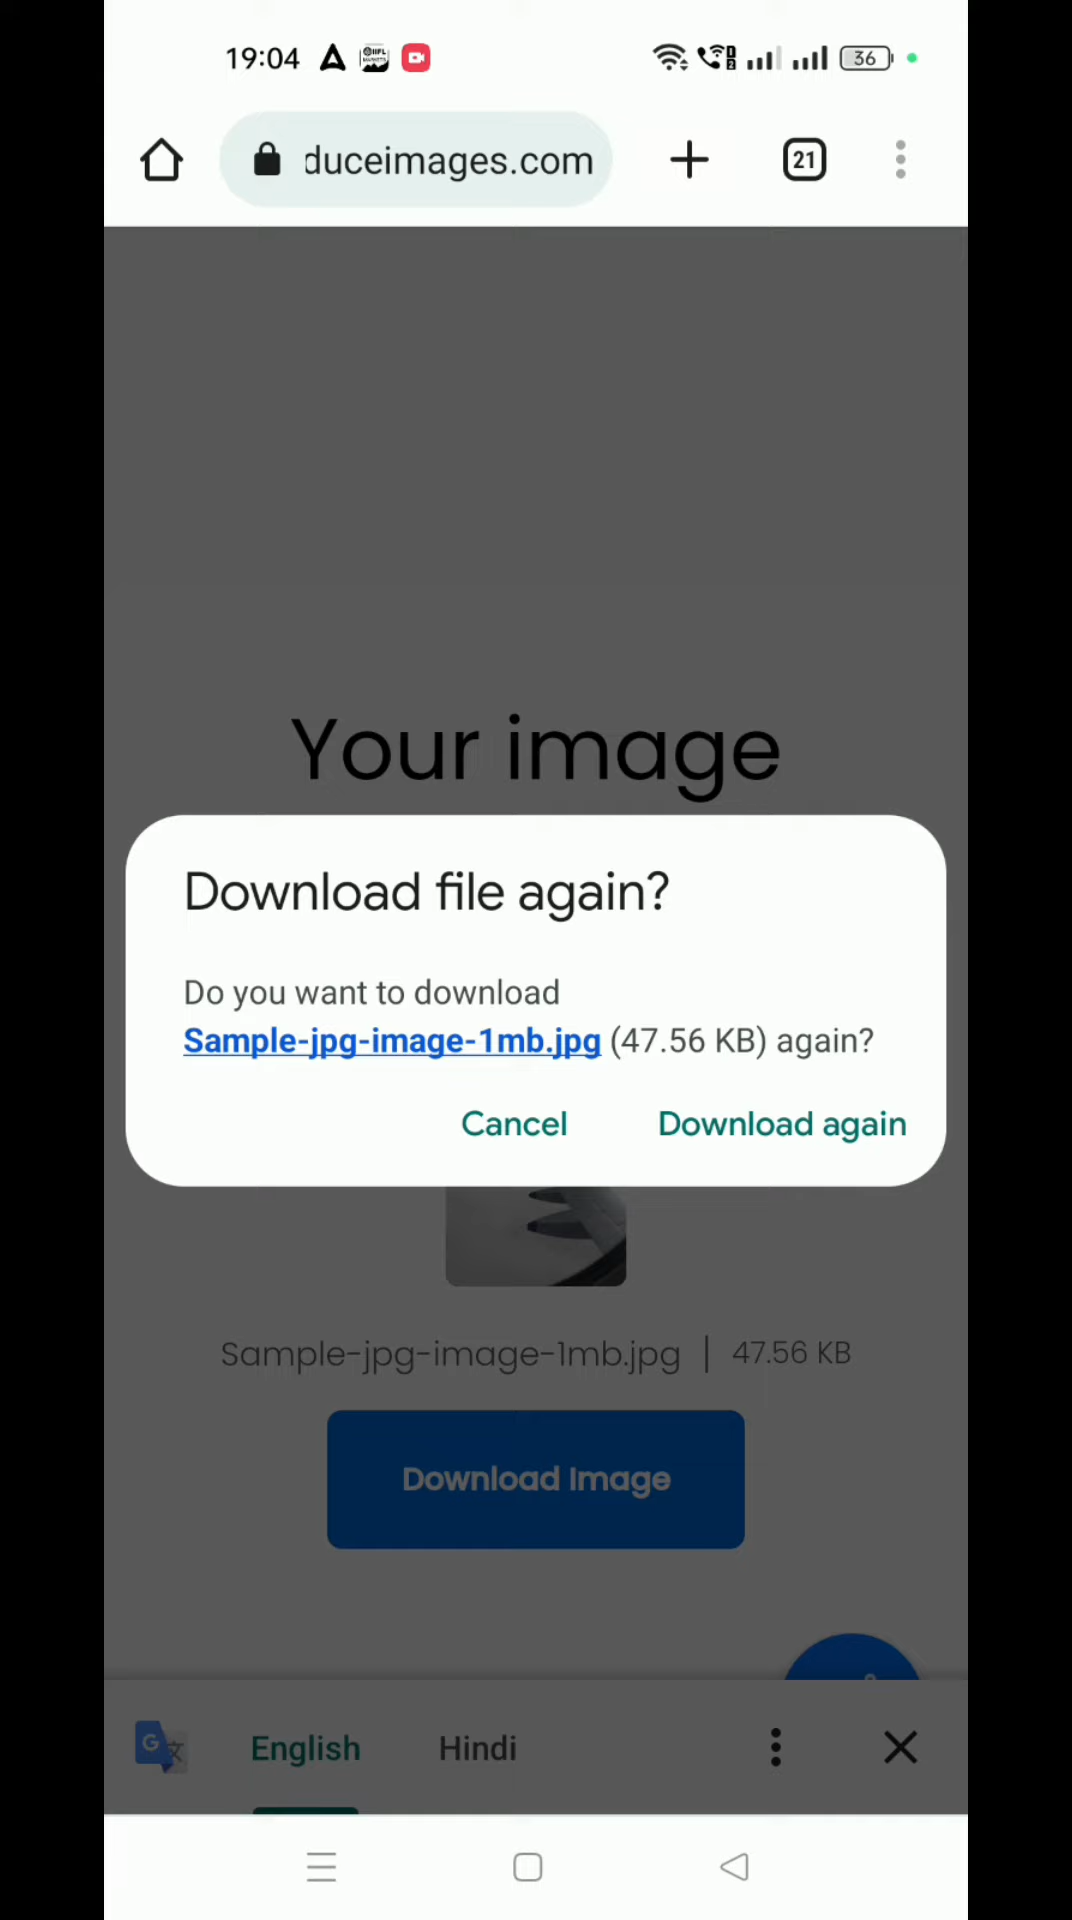 19:04 36
duceimages.com 21
Your image
Download file again?
Do you want to download
Sample-jpg-image-1mb.jpg (47.56 KB) again?
Cancel Download again
Sample-jpg-image-1mb.jpg | 47.56 KB
Download Image
English Hindi